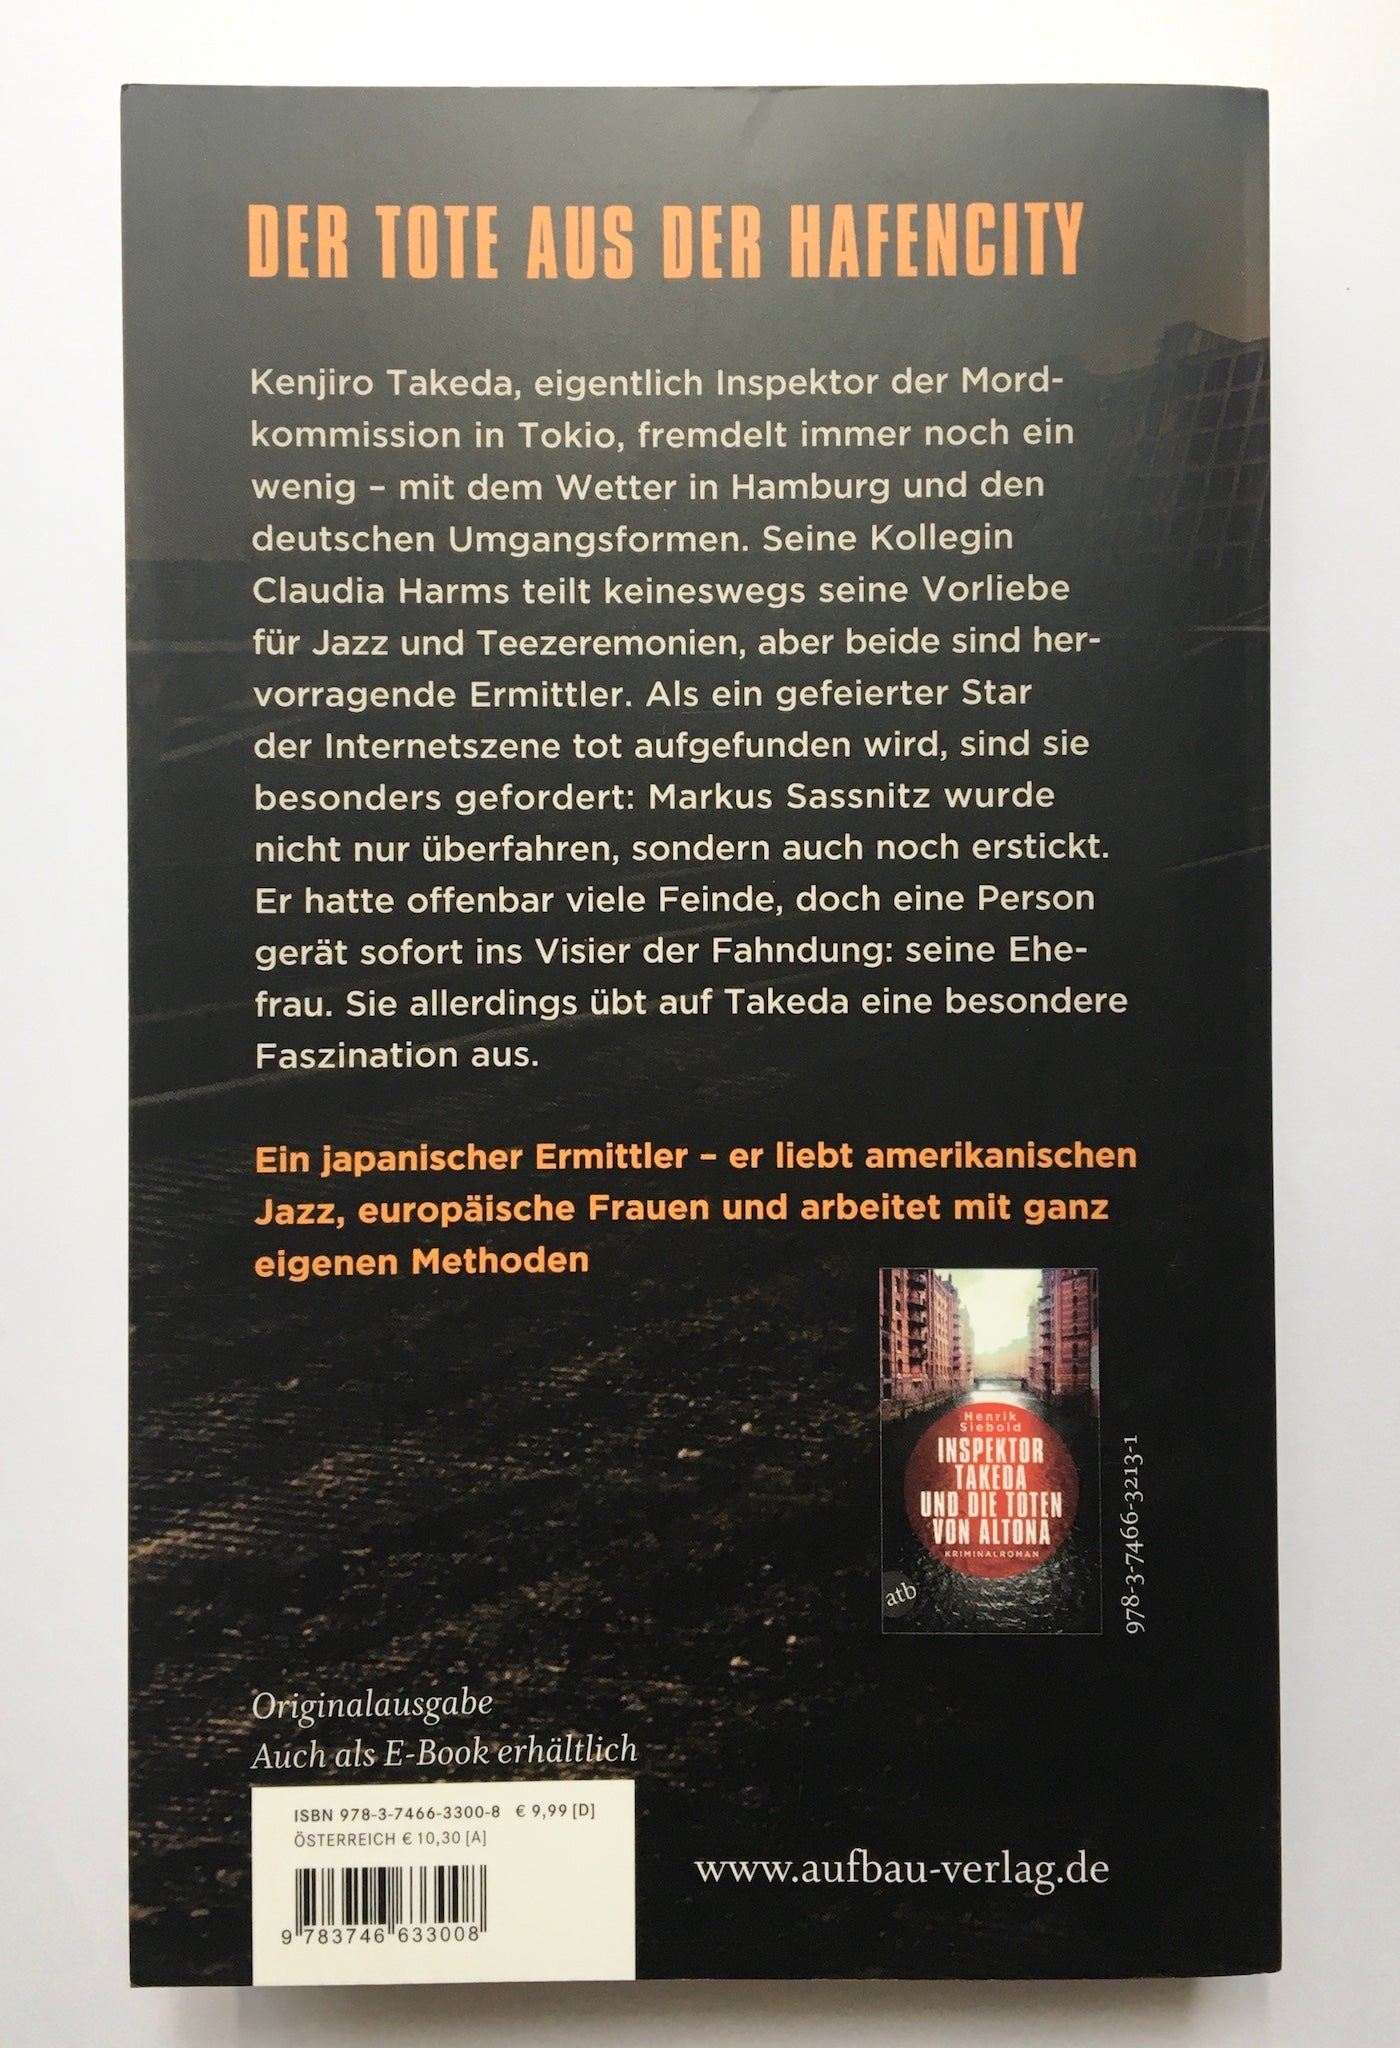 DER TOTE AUS DER HAFENCITY
Kenjiro Takeda, eigentlich Inspektor der Mord-
kommission in Tokio, fremdelt immer noch ein
wenig – mit dem Wetter in Hamburg und den
deutschen Umgangsformen. Seine Kollegin
Claudia Harms teilt keineswegs seine Vorliebe
für Jazz und Teezeremonien, aber beide sind her-
vorragende Ermittler. Als ein gefeierter Star
der Internetszene tot aufgefunden wird, sind sie
besonders gefordert: Markus Sassnitz wurde
nicht nur überfahren, sondern auch noch erstickt.
Er hatte offenbar viele Feinde, doch eine Person
gerät sofort ins Visier der Fahndung: seine Ehe-
frau. Sie allerdings übt auf Takeda eine besondere
Faszination aus.
Ein japanischer Ermittler – er liebt amerikanischen
Jazz, europäische Frauen und arbeitet mit ganz
eigenen Methoden
Henrik
Siebold
INSPEKTOR
TAKEDA
UND DIE TOTEN
VON ALTONA
KRIMINALROMAN
atb
978-3-7466-3213-1
Originalausgabe
Auch als E-Book erhältlich
ISBN 978-3-7466-3300-8 € 9,99 [D]
ÖSTERREICH € 10,30 [A]
9 783746 633008
www.aufbau-verlag.de